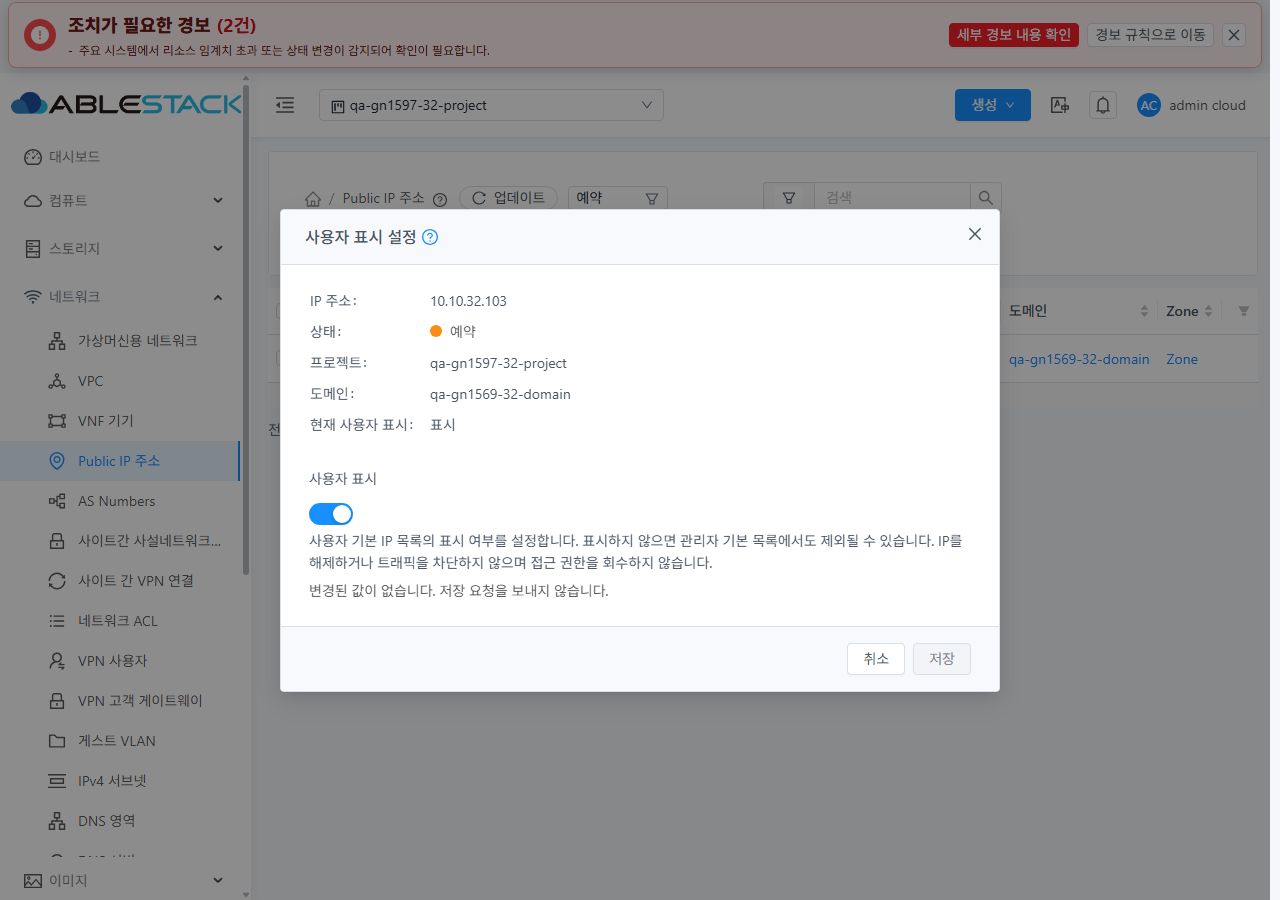 조치가 필요한 경보 (2건)
- 주요 시스템에서 리소스 임계치 초과 또는 상태 변경이 감지되어 확인이 필요합니다.
세부 경보 내용 확인
경보 규칙으로 이동
ABLESTACK
qa-gn1597-32-project
생성
AC
admin cloud
대시보드
컴퓨트
스토리지
네트워크
가상머신용 네트워크
VPC
VNF 기기
Public IP 주소
AS Numbers
사이트간 사설네트워크...
사이트 간 VPN 연결
네트워크 ACL
VPN 사용자
VPN 고객 게이트웨이
게스트 VLAN
IPv4 서브넷
DNS 영역
이미지
/ Public IP 주소
업데이트
예약
검색
도메인
Zone
qa-gn1569-32-domain
Zone
사용자 표시 설정
IP 주소:
10.10.32.103
상태:
예약
프로젝트:
qa-gn1597-32-project
도메인:
qa-gn1569-32-domain
현재 사용자 표시:
표시
사용자 표시
사용자 기본 IP 목록의 표시 여부를 설정합니다. 표시하지 않으면 관리자 기본 목록에서도 제외될 수 있습니다. IP를
해제하거나 트래픽을 차단하지 않으며 접근 권한을 회수하지 않습니다.
변경된 값이 없습니다. 저장 요청을 보내지 않습니다.
취소
저장